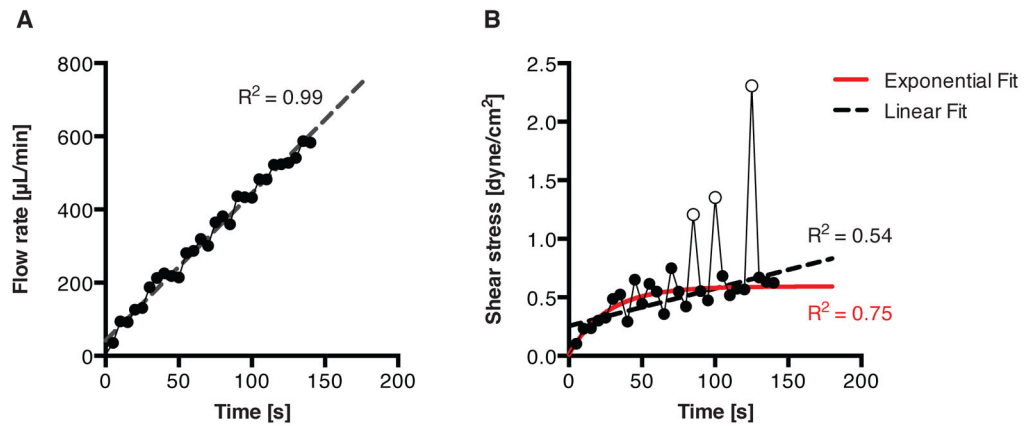 A
B
R² = 0.99
Flow rate [µL/min]
800
600
400
200
0
0 50 100 150 200
Time [s]
Exponential Fit
Linear Fit
R² = 0.54
R² = 0.75
Shear stress [dyne/cm²]
2.5
2.0
1.5
1.0
0.5
0.0
0 50 100 150 200
Time [s]